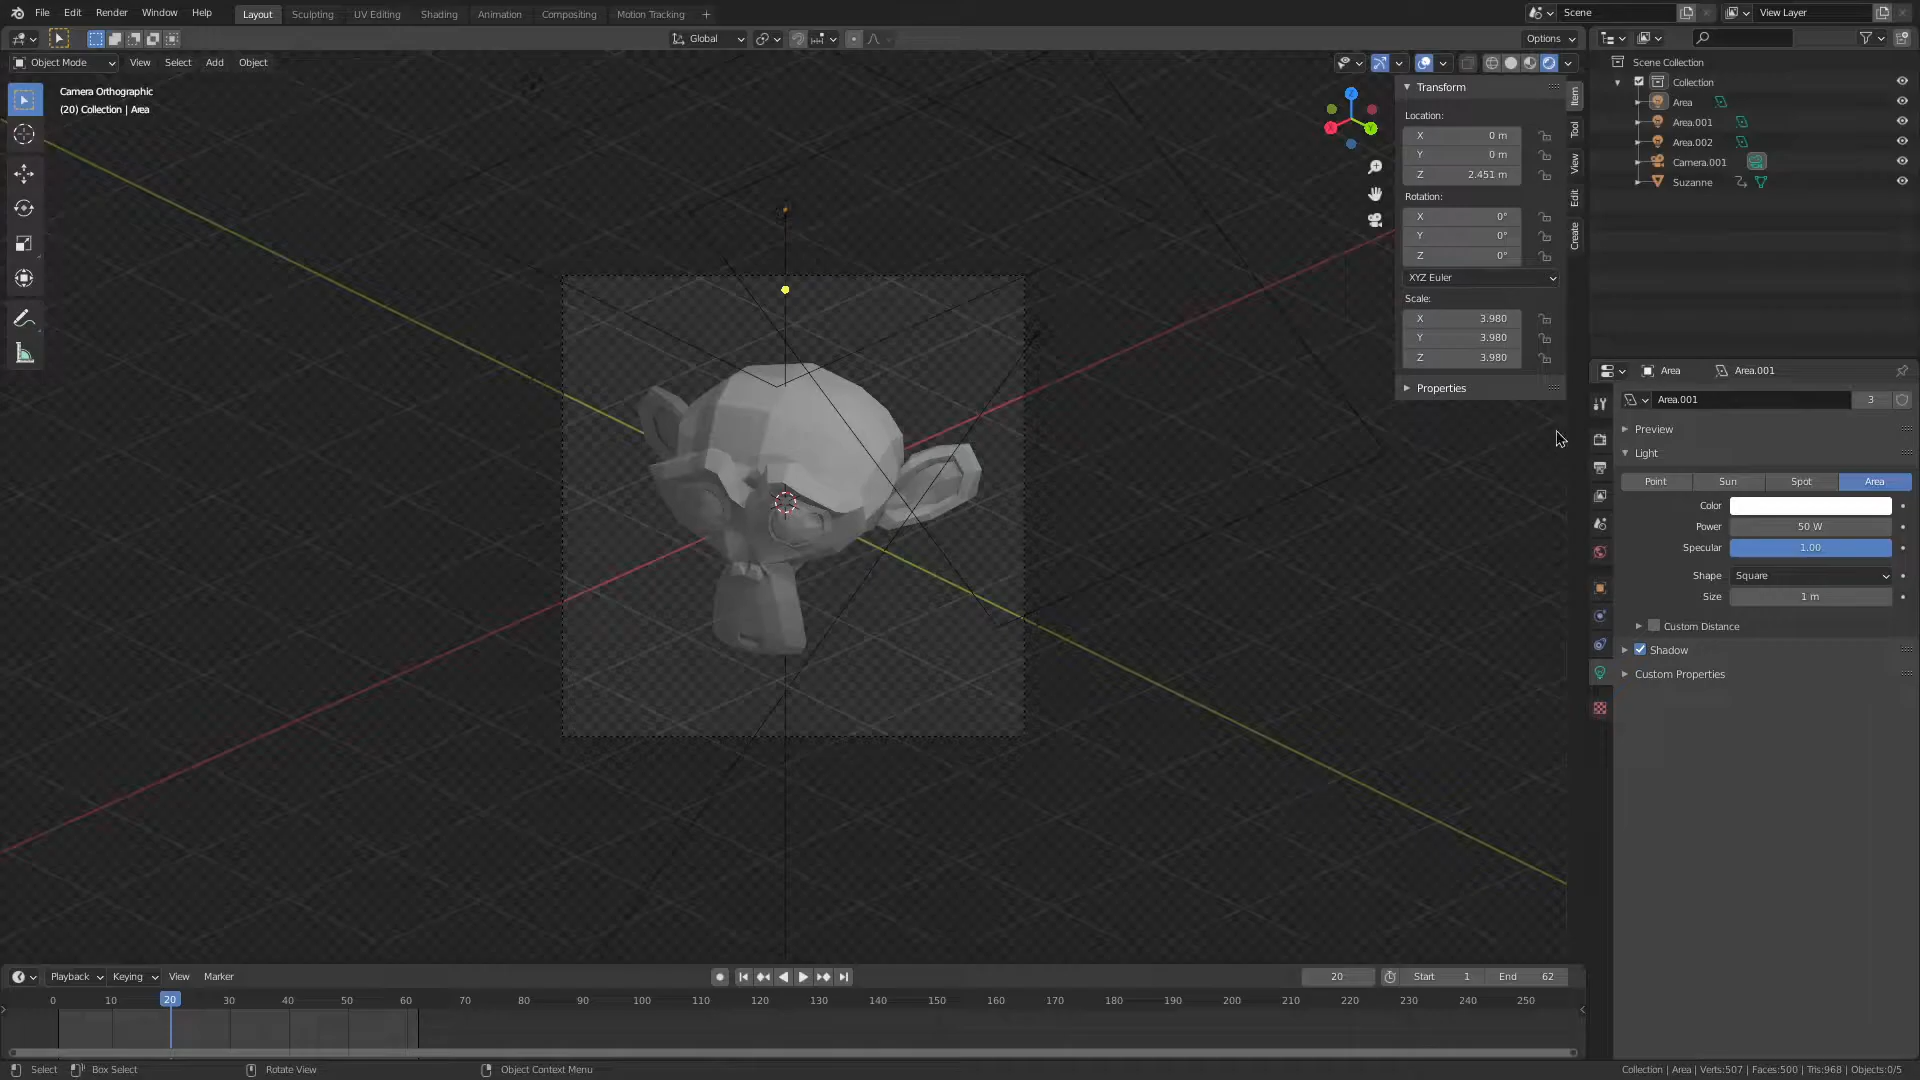 File Edit Render Window Help Layout Sculpting UV Editing Shading Animation Compositing Motion Tracking + Scene View Layer
Global Options
Object Mode View Select Add Object
Camera Orthographic
(20) Collection | Area
Z
X
Y
Transform
Location:
X 0 m
Y 0 m
Z 2.451 m
Rotation:
X 0°
Y 0°
Z 0°
XYZ Euler
Scale:
X 3.980
Y 3.980
Z 3.980
Properties
Item
Tool
View
Edit
Create
Scene Collection
Collection
Area
Area.001
Area.002
Camera.001
Suzanne
Area Area.001
Area.001 3
Preview
Light
Point Sun Spot Area
Color
Power 50 W
Specular 1.00
Shape Square
Size 1 m
Custom Distance
Shadow
Custom Properties
Playback Keying View Marker 20 Start 1 End 62
0 10 20 30 40 50 60 70 80 90 100 110 120 130 140 150 160 170 180 190 200 210 220 230 240 250
Select Box Select Rotate View Object Context Menu Collection | Area | Verts:507 | Faces:500 | Tris:968 | Objects:0/5